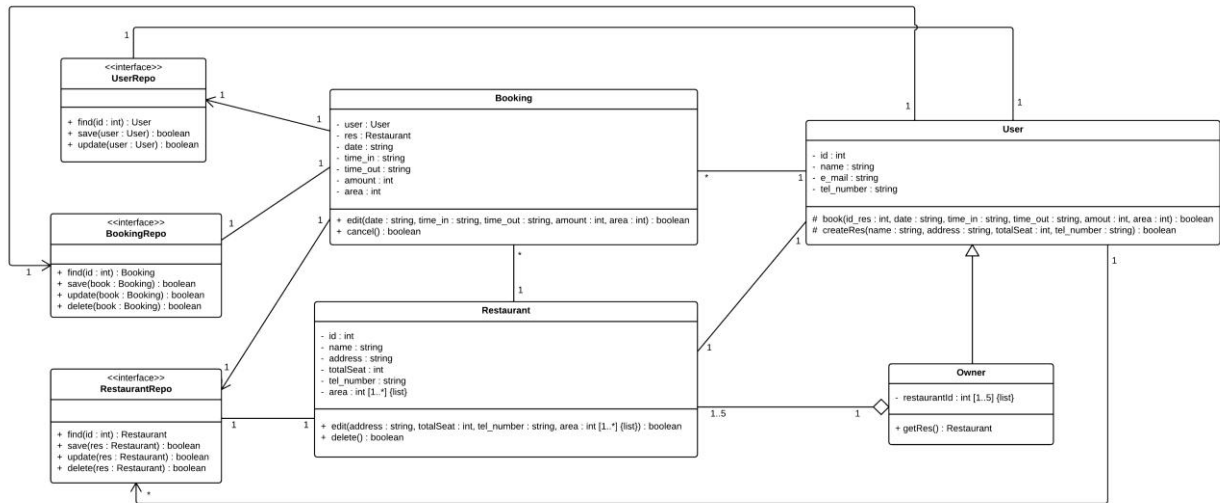 1
1
<<interface>>
UserRepo
+ find(id : int) : User
+ save(user : User) : boolean
+ update(user : User) : boolean
1
1
Booking
- user : User
- res : Restaurant
- date : string
- time_in : string
- time_out : string
- amount : int
- area : int
+ edit(date : string, time_in : string, time_out : string, amount : int, area : int) : boolean
+ cancel() : boolean
1
1
User
- id : int
- name : string
- e_mail : string
- tel_number : string
# book(id_res : int, date : string, time_in : string, time_out : string, amout : int, area : int) : boolean
# createRes(name : string, address : string, totalSeat : int, tel_number : string) : boolean
*
1
1
1
1
1
<<interface>>
BookingRepo
+ find(id : int) : Booking
+ save(book : Booking) : boolean
+ update(book : Booking) : boolean
+ delete(book : Booking) : boolean
1
*
1
1
Restaurant
- id : int
- name : string
- address : string
- totalSeat : int
- tel_number : string
- area : int [1..*] {list}
+ edit(address : string, totalSeat : int, tel_number : string, area : int [1..*] {list}) : boolean
+ delete() : boolean
1
1
<<interface>>
RestaurantRepo
+ find(id : int) : Restaurant
+ save(res : Restaurant) : boolean
+ update(res : Restaurant) : boolean
+ delete(res : Restaurant) : boolean
1
1
Owner
- restaurantId : int [1..5] {list}
+ getRes() : Restaurant
1..5
1
*